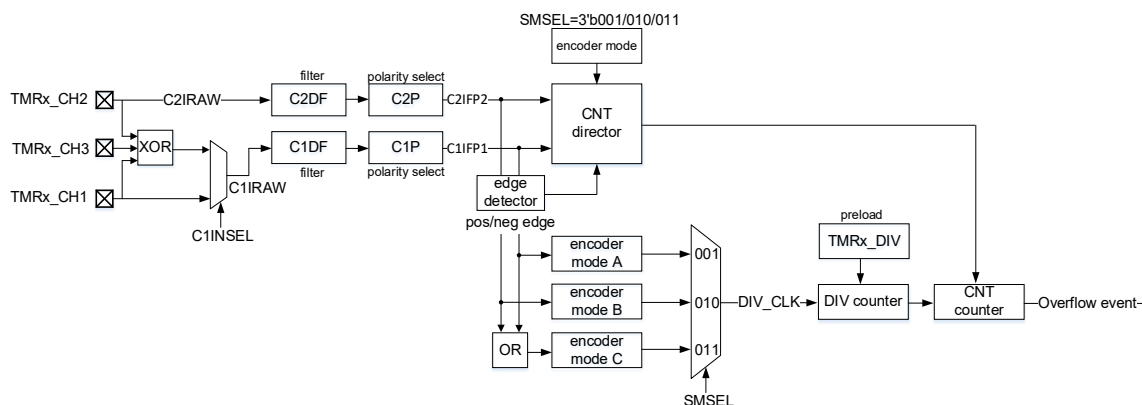 SMSEL=3'b001/010/011
encoder mode
filter
polarity select
TMRx_CH2
C2IRAW
C2DF
C2P
C2IFP2
CNT
director
TMRx_CH3
XOR
C1DF
C1P
C1IFP1
filter
polarity select
C1IRAW
TMRx_CH1
edge
detector
C1INSEL
pos/neg edge
preload
TMRx_DIV
encoder
mode A
001
encoder
mode B
010
DIV_CLK
DIV counter
CNT
counter
Overflow event
OR
encoder
mode C
011
SMSEL